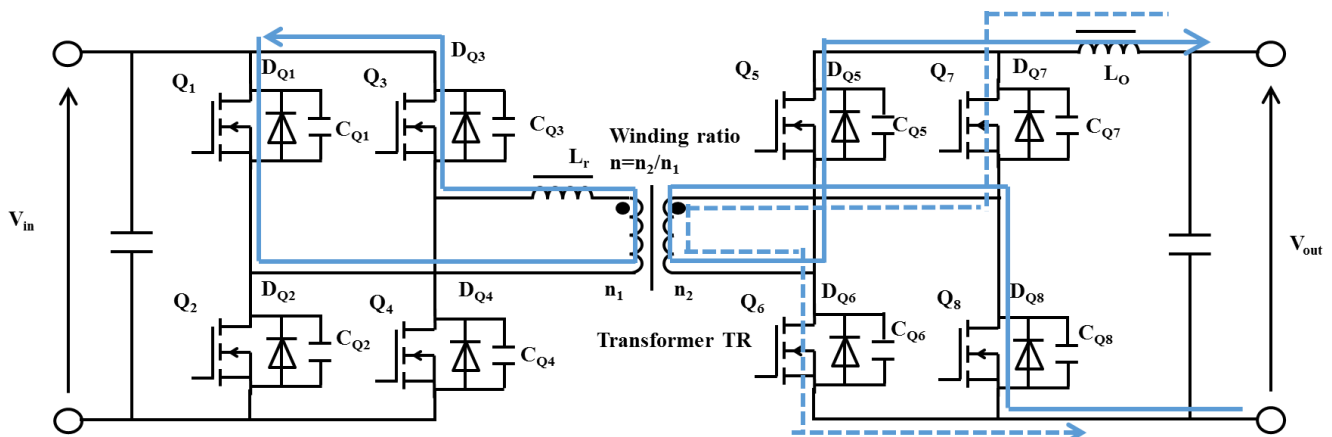 D_Q1
D_Q3
Q_1
Q_3
C_Q1
C_Q3
L_r
Winding ratio
n=n_2/n_1
V_in
n_1
n_2
D_Q2
D_Q4
Q_2
Q_4
C_Q2
C_Q4
Transformer TR
Q_5
D_Q5
Q_7
D_Q7
L_O
C_Q5
C_Q7
V_out
Q_6
D_Q6
Q_8
D_Q8
C_Q6
C_Q8